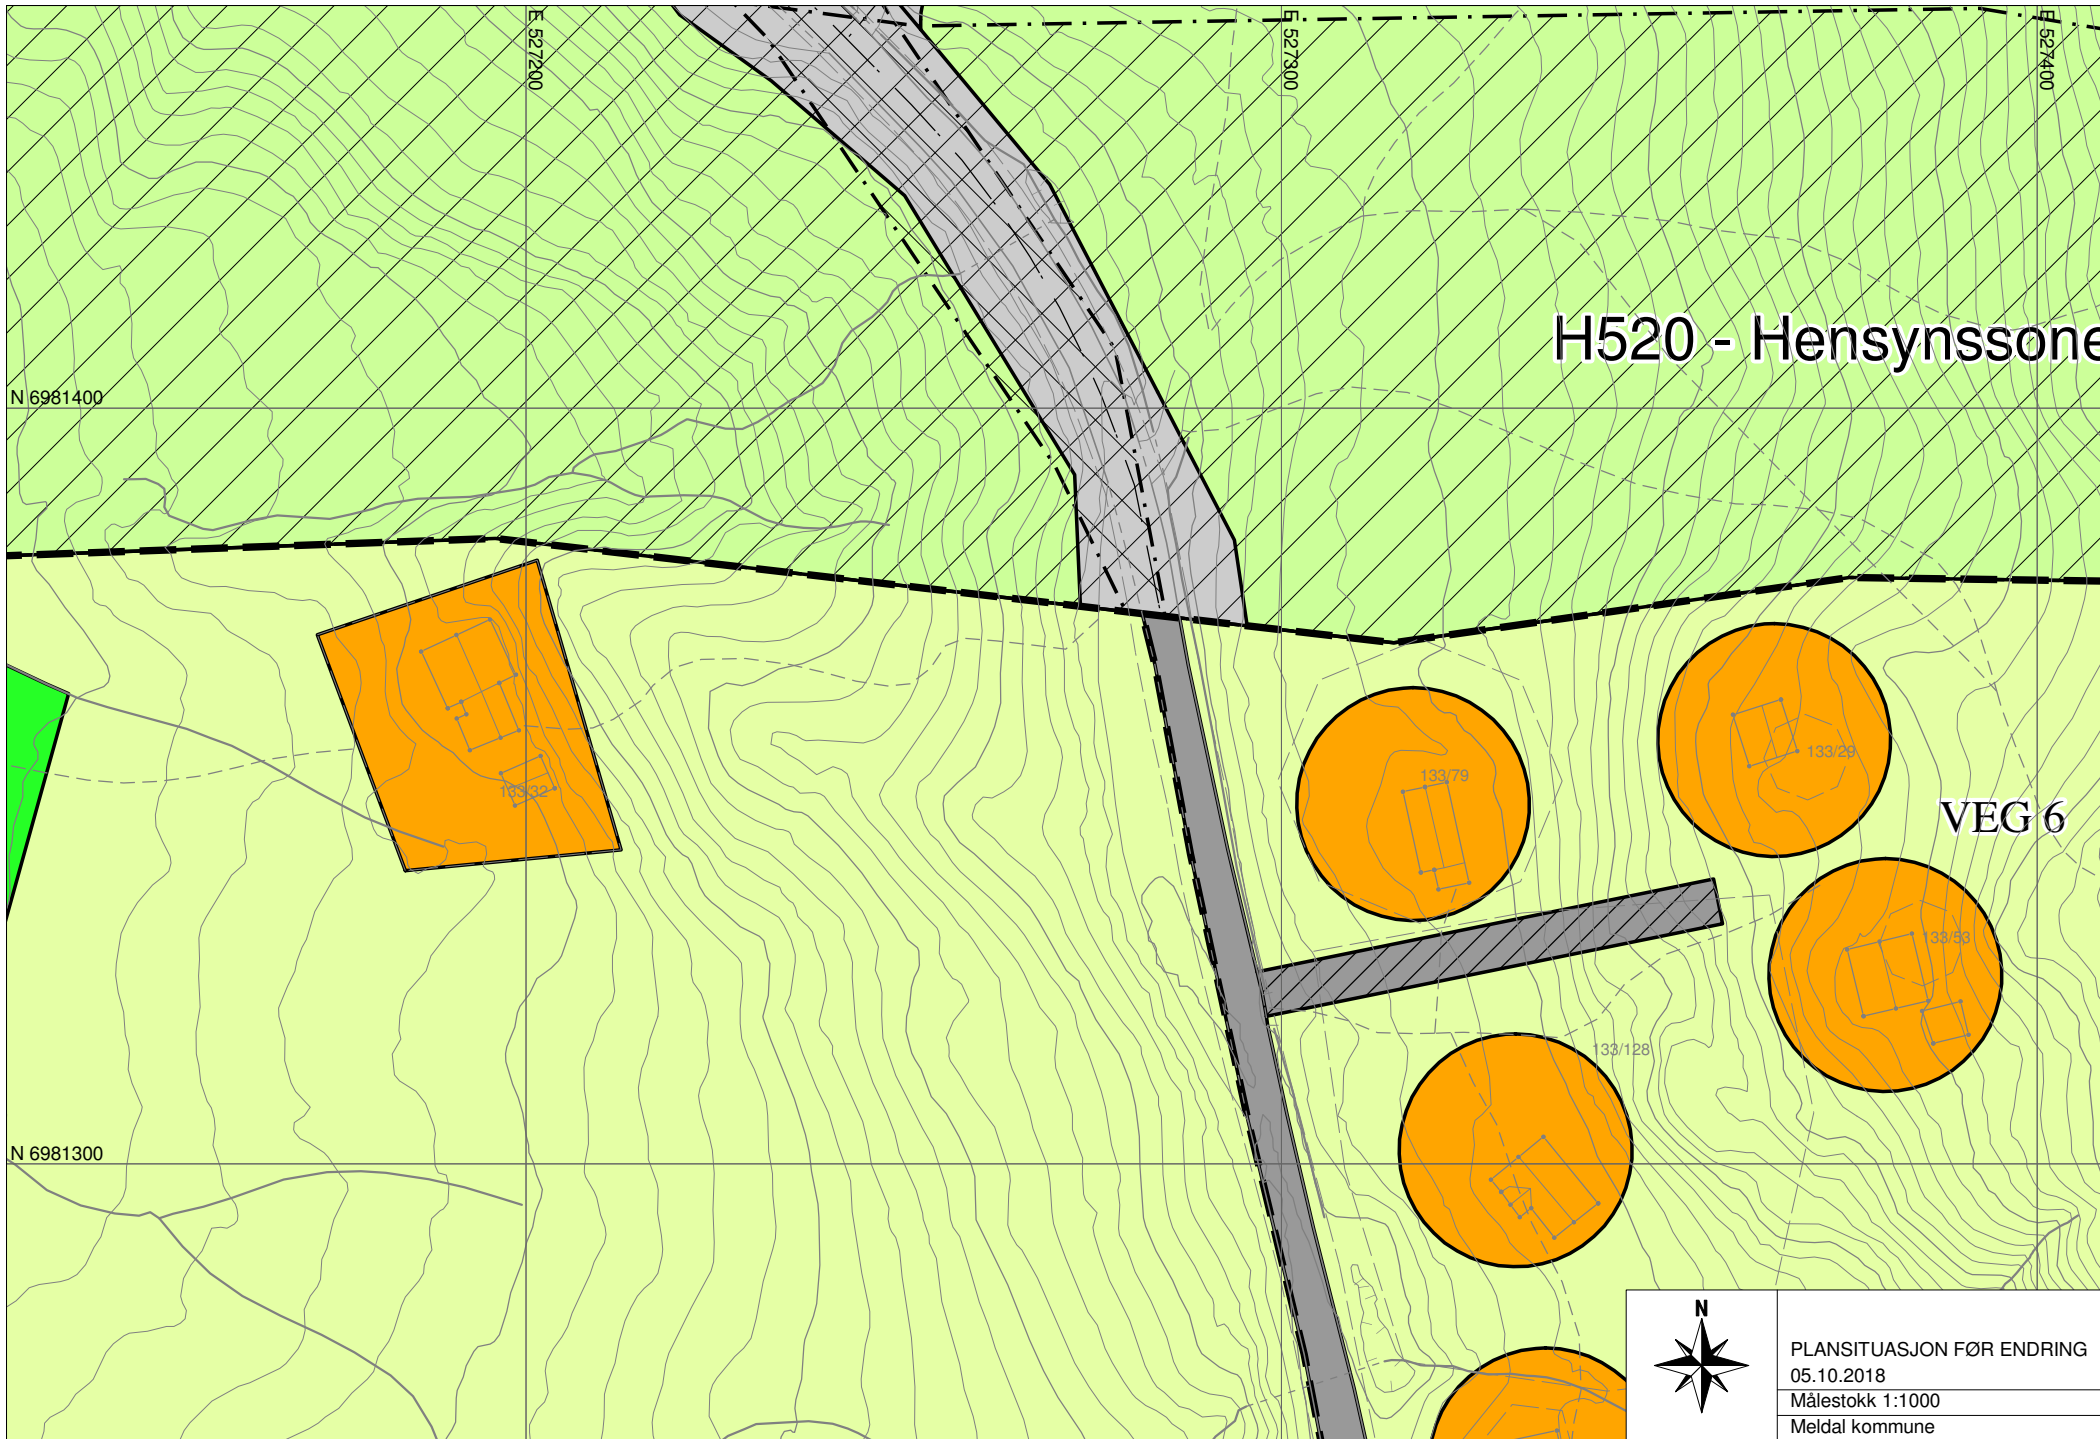 E 527200
E 527300
E 527400
H520 - Hensynssone
N 6981400
133/79
133/29
133/32
VEG 6
133/53
133/128
N 6981300
N
PLANSITUASJON FØR ENDRING
05.10.2018
Målestokk 1:1000
Meldal kommune